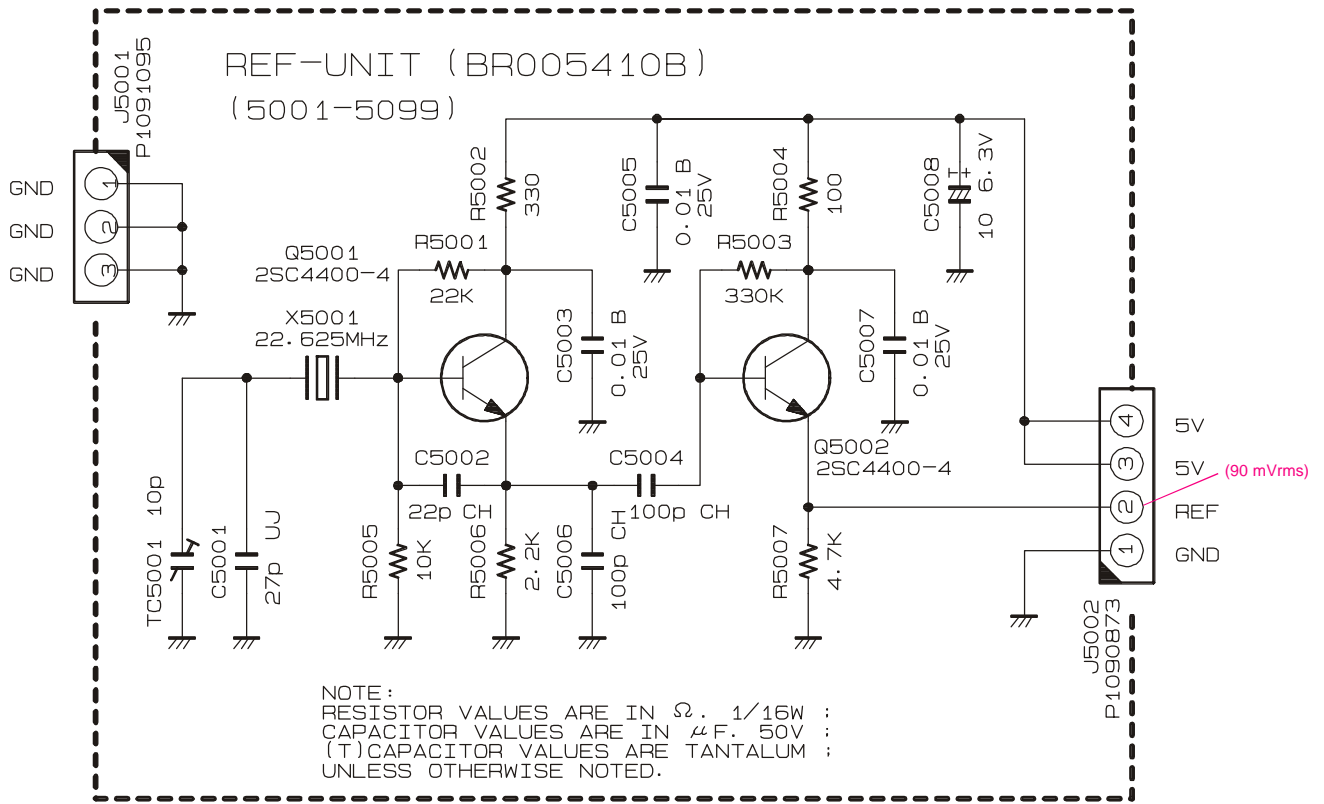 REF-UNIT (BR005410B)
(5001-5099)
J5001
P1091095
GND
GND
GND
1
2
3
R5002
330
C5005
0.01 B
25V
R5004
100
C5008
T+
10 6.3V
Q5001
2SC4400-4
R5001
22K
R5003
330K
X5001
22.625MHz
C5003
0.01 B
25V
C5007
0.01 B
25V
Q5002
2SC4400-4
C5002
22p CH
C5004
100p CH
TC5001 10p
C5001
27p UJ
R5005
10K
R5006
2.2K
C5006
100p CH
R5007
4.7K
4
3
2
1
5V
5V
REF
GND
(90 mVrms)
J5002
P1090873
NOTE:
RESISTOR VALUES ARE IN Ω. 1/16W ;
CAPACITOR VALUES ARE IN μF. 50V ;
(T)CAPACITOR VALUES ARE TANTALUM ;
UNLESS OTHERWISE NOTED.